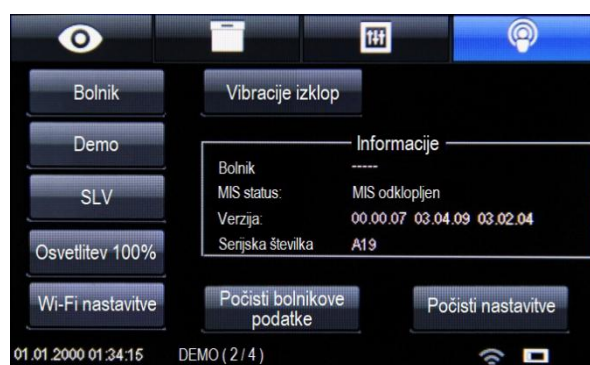 Bolnik
Vibracije izklop
Demo
SLV
Osvetlitev 100%
Wi-Fi nastavitve
Informacije
Bolnik -----
MIS status: MIS odklopljen
Verzija: 00.00.07 03.04.09 03.02.04
Serijska številka A19
Počisti bolnikove
podatke
Počisti nastavitve
01.01.2000 01:34:15 DEMO ( 2 / 4 )